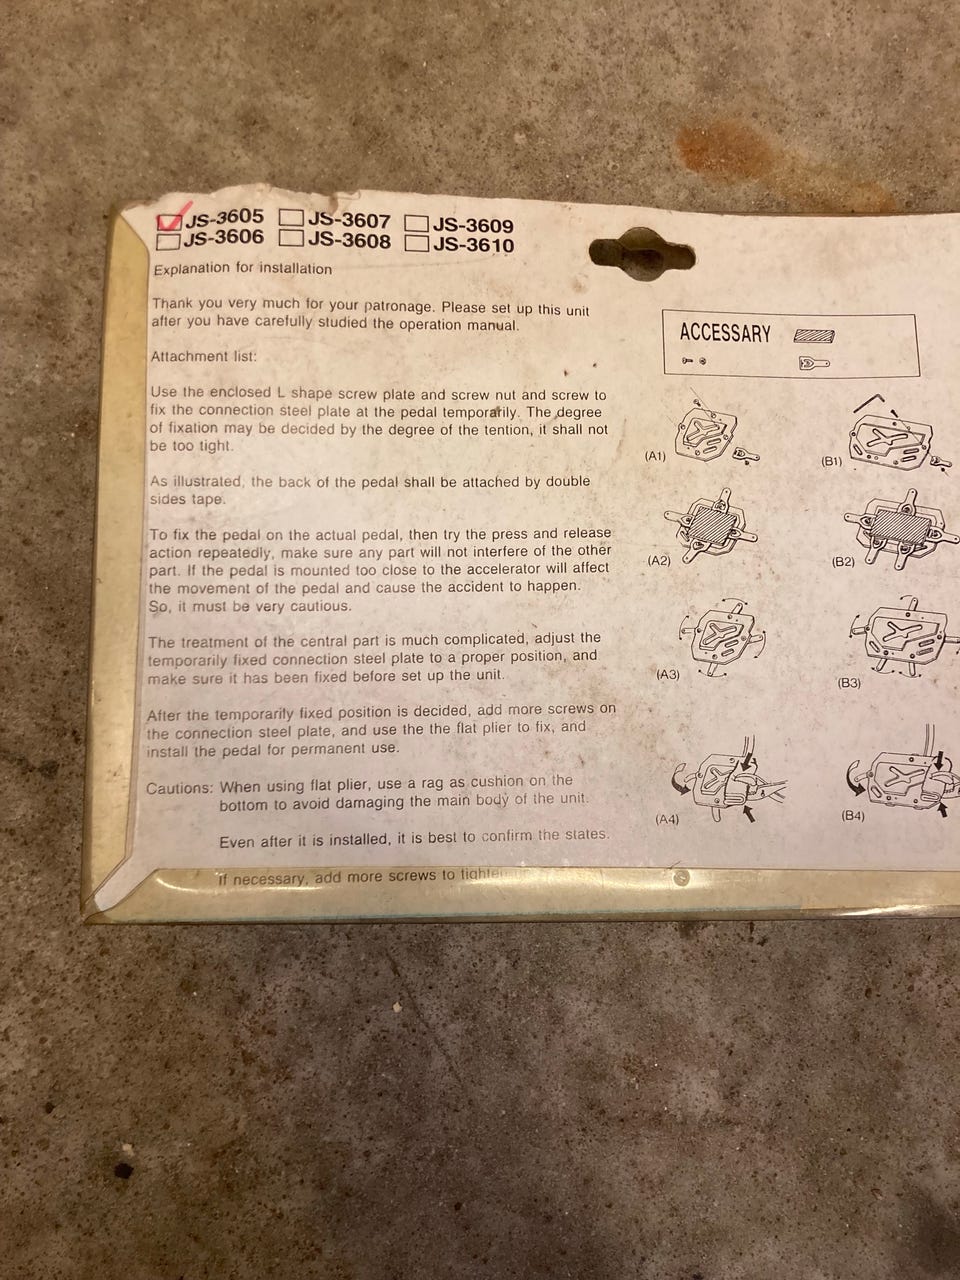 JS-3605 JS-3607 JS-3609
JS-3606 JS-3608 JS-3610
Explanation for installation
Thank you very much for your patronage. Please set up this unit
after you have carefully studied the operation manual.
Attachment list:
Use the enclosed L shape screw plate and screw nut and screw to
fix the connection steel plate at the pedal temporarily. The degree
of fixation may be decided by the degree of the tention, it shall not
be too tight.
As illustrated, the back of the pedal shall be attached by double
sides tape.
To fix the pedal on the actual pedal, then try the press and release
action repeatedly, make sure any part will not interfere of the other
part. If the pedal is mounted too close to the accelerator will affect
the movement of the pedal and cause the accident to happen.
So, it must be very cautious.
The treatment of the central part is much complicated, adjust the
temporarily fixed connection steel plate to a proper position, and
make sure it has been fixed before set up the unit.
After the temporarily fixed position is decided, add more screws on
the connection steel plate, and use the the flat plier to fix, and
install the pedal for permanent use.
Cautions: When using flat plier, use a rag as cushion on the
bottom to avoid damaging the main body of the unit.
Even after it is installed, it is best to confirm the states.
If necessary, add more screws to tighten
ACCESSARY
(A1) (B1)
(A2) (B2)
(A3) (B3)
(A4) (B4)